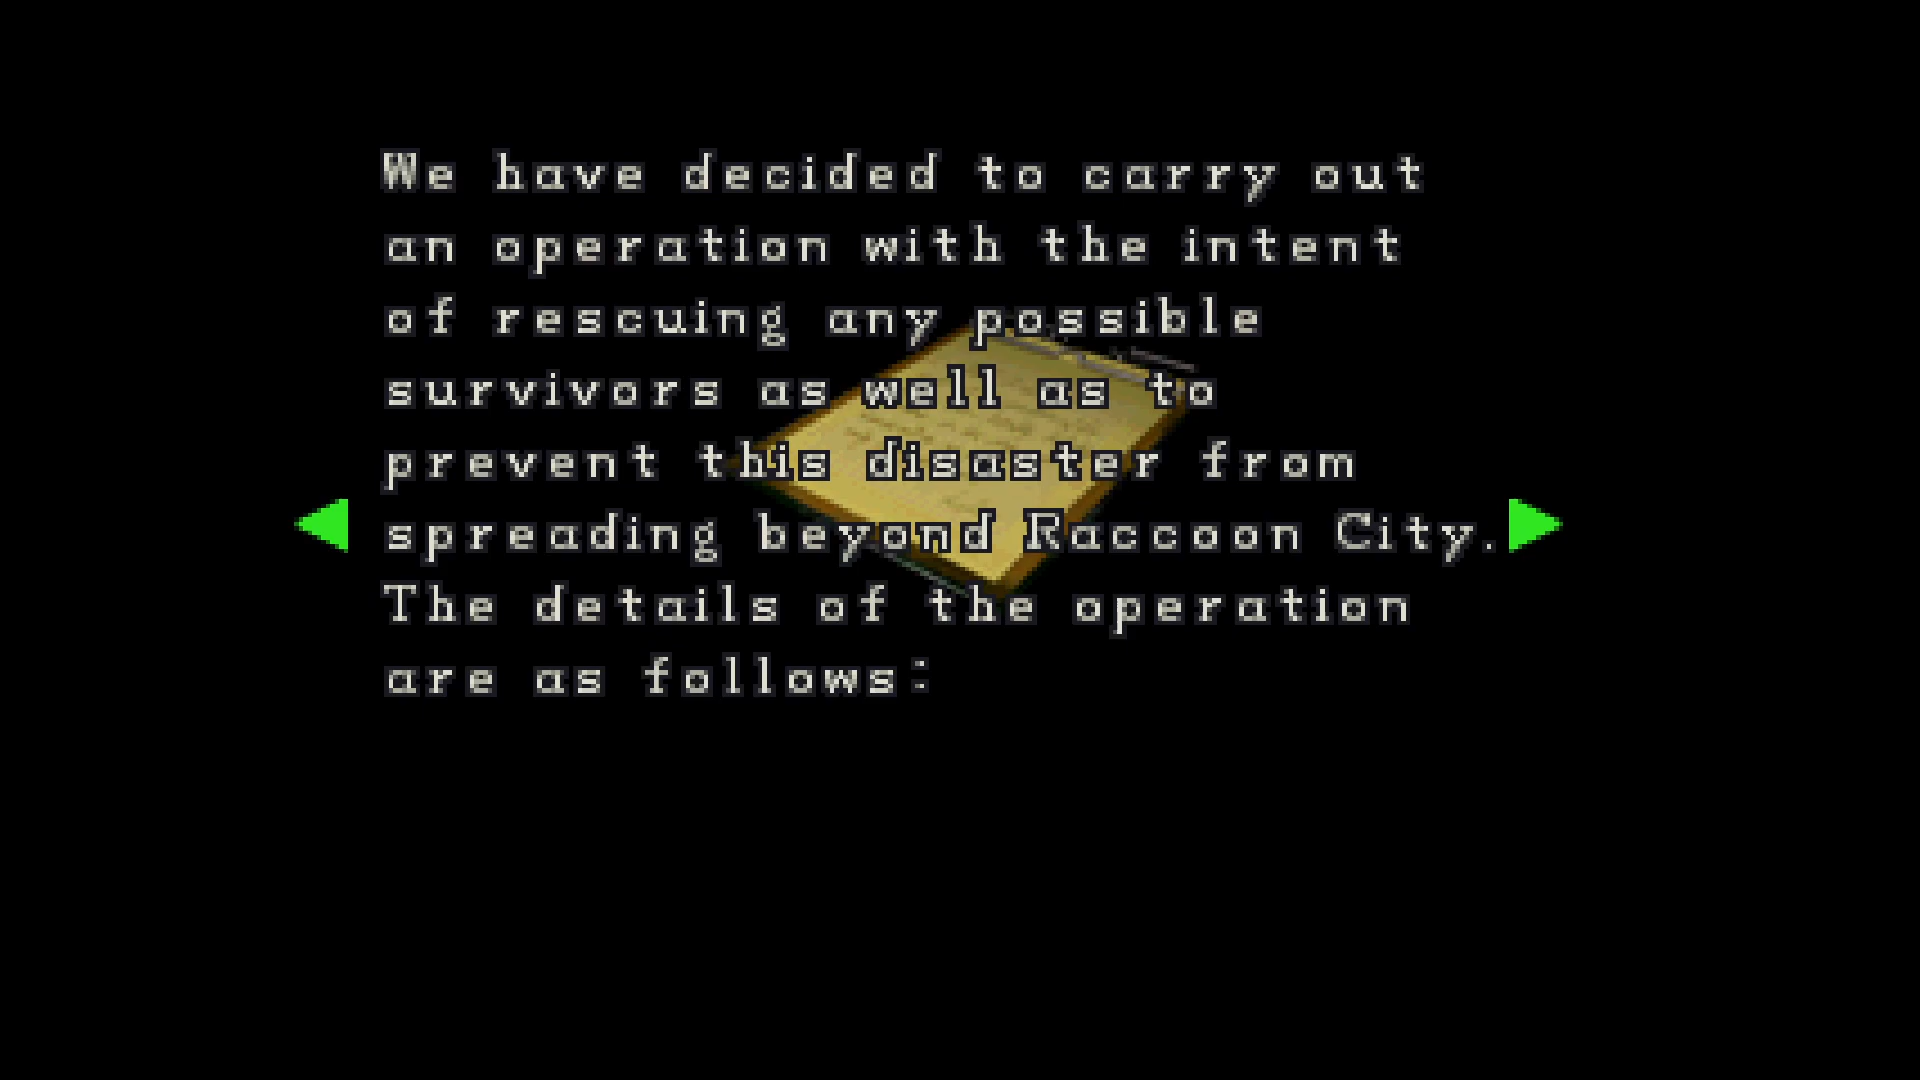 We have decided to carry out
an operation with the intent
of rescuing any possible
survivors as well as to
prevent this disaster from
spreading beyond Raccoon City.
The details of the operation
are as follows: